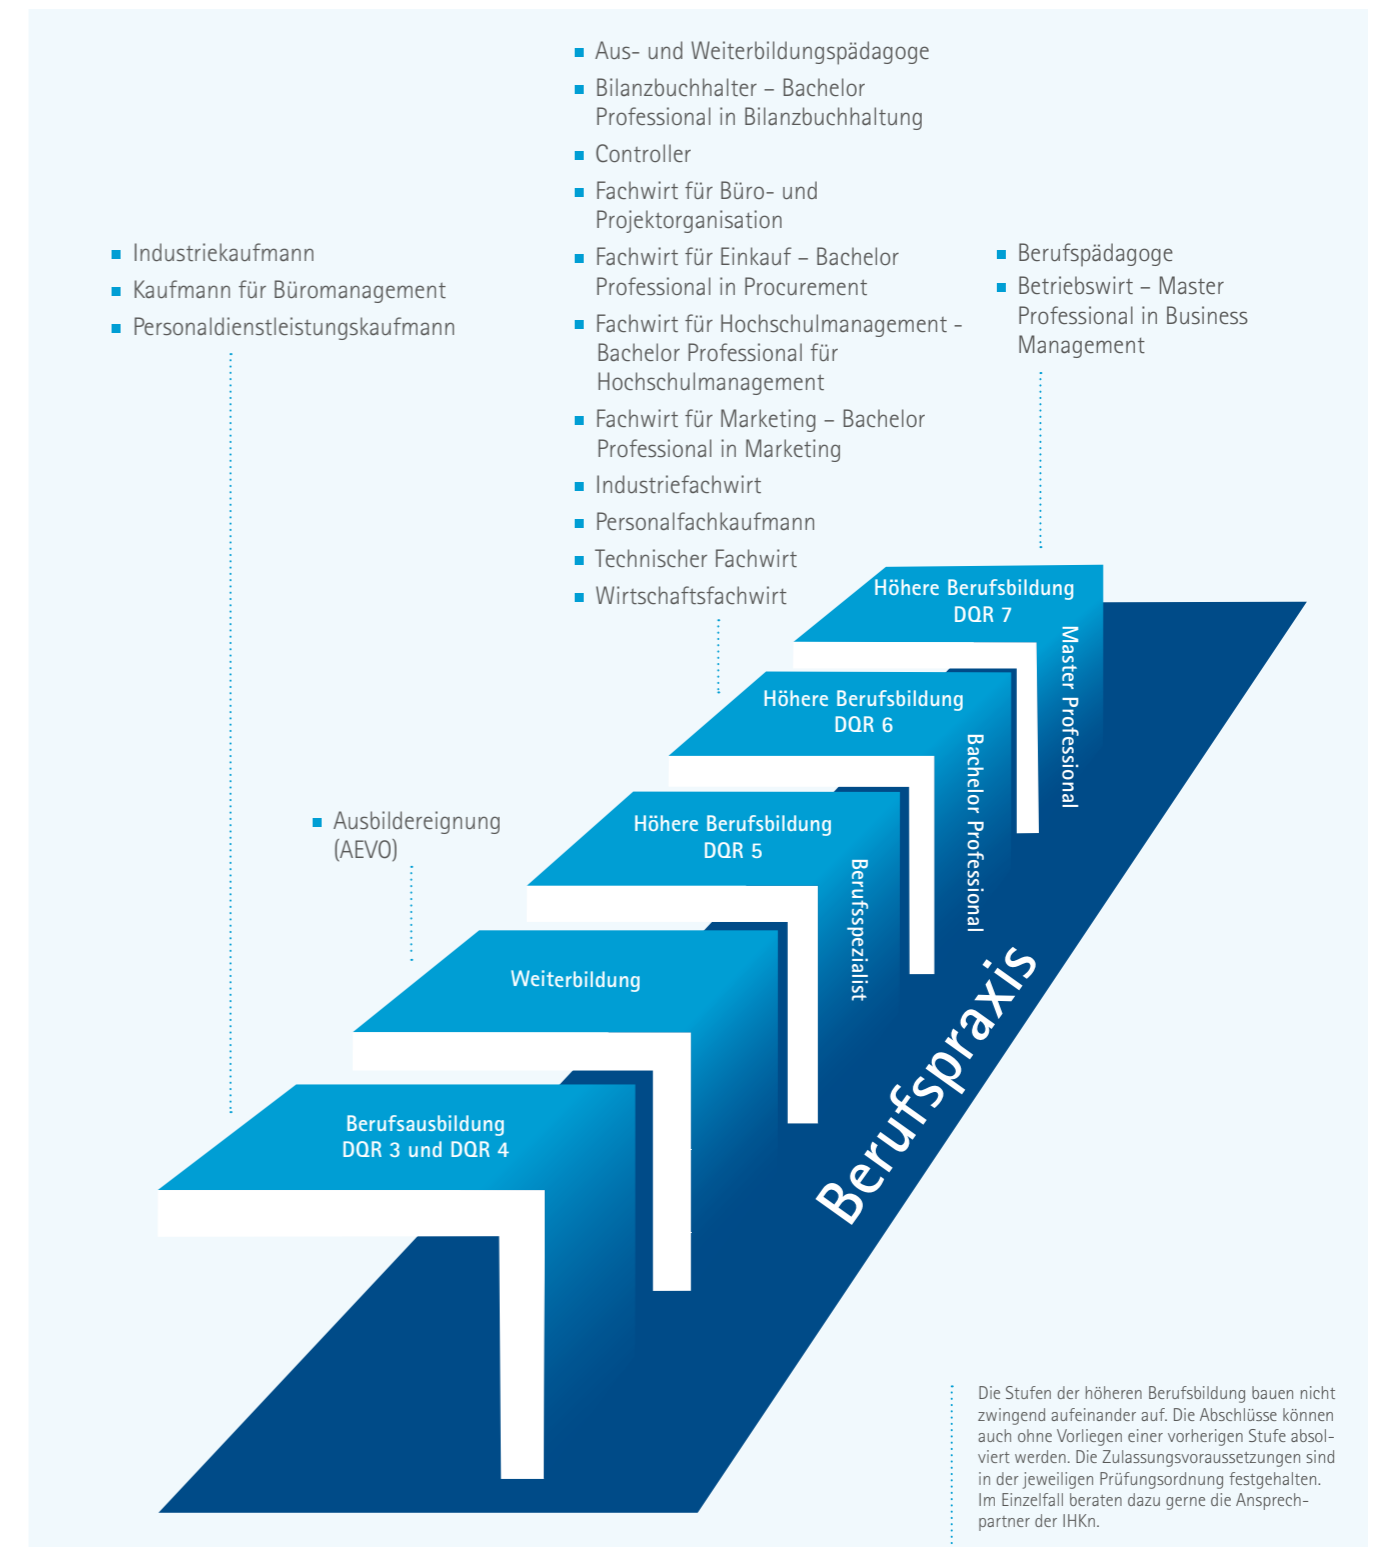 Aus- und Weiterbildungspädagoge
Bilanzbuchhalter – Bachelor
Professional in Bilanzbuchhaltung
Controller
Fachwirt für Büro- und
Projektorganisation
Fachwirt für Einkauf – Bachelor
Professional in Procurement
Fachwirt für Hochschulmanagement -
Bachelor Professional für
Hochschulmanagement
Fachwirt für Marketing – Bachelor
Professional in Marketing
Industriefachwirt
Personalfachkaufmann
Technischer Fachwirt
Wirtschaftsfachwirt
Industriekaufmann
Kaufmann für Büromanagement
Personaldienstleistungskaufmann
Berufspädagoge
Betriebswirt – Master
Professional in Business
Management
Höhere Berufsbildung
DQR 7
Master Professional
Höhere Berufsbildung
DQR 6
Bachelor Professional
Höhere Berufsbildung
DQR 5
Berufsspezialist
Ausbildereignung
(AEVO)
Weiterbildung
Berufsausbildung
DQR 3 und DQR 4
Berufspraxis
Die Stufen der höheren Berufsbildung bauen nicht
zwingend aufeinander auf. Die Abschlüsse können
auch ohne Vorliegen einer vorherigen Stufe absol-
viert werden. Die Zulassungsvoraussetzungen sind
in der jeweiligen Prüfungsordnung festgehalten.
Im Einzelfall beraten dazu gerne die Ansprech-
partner der IHKn.